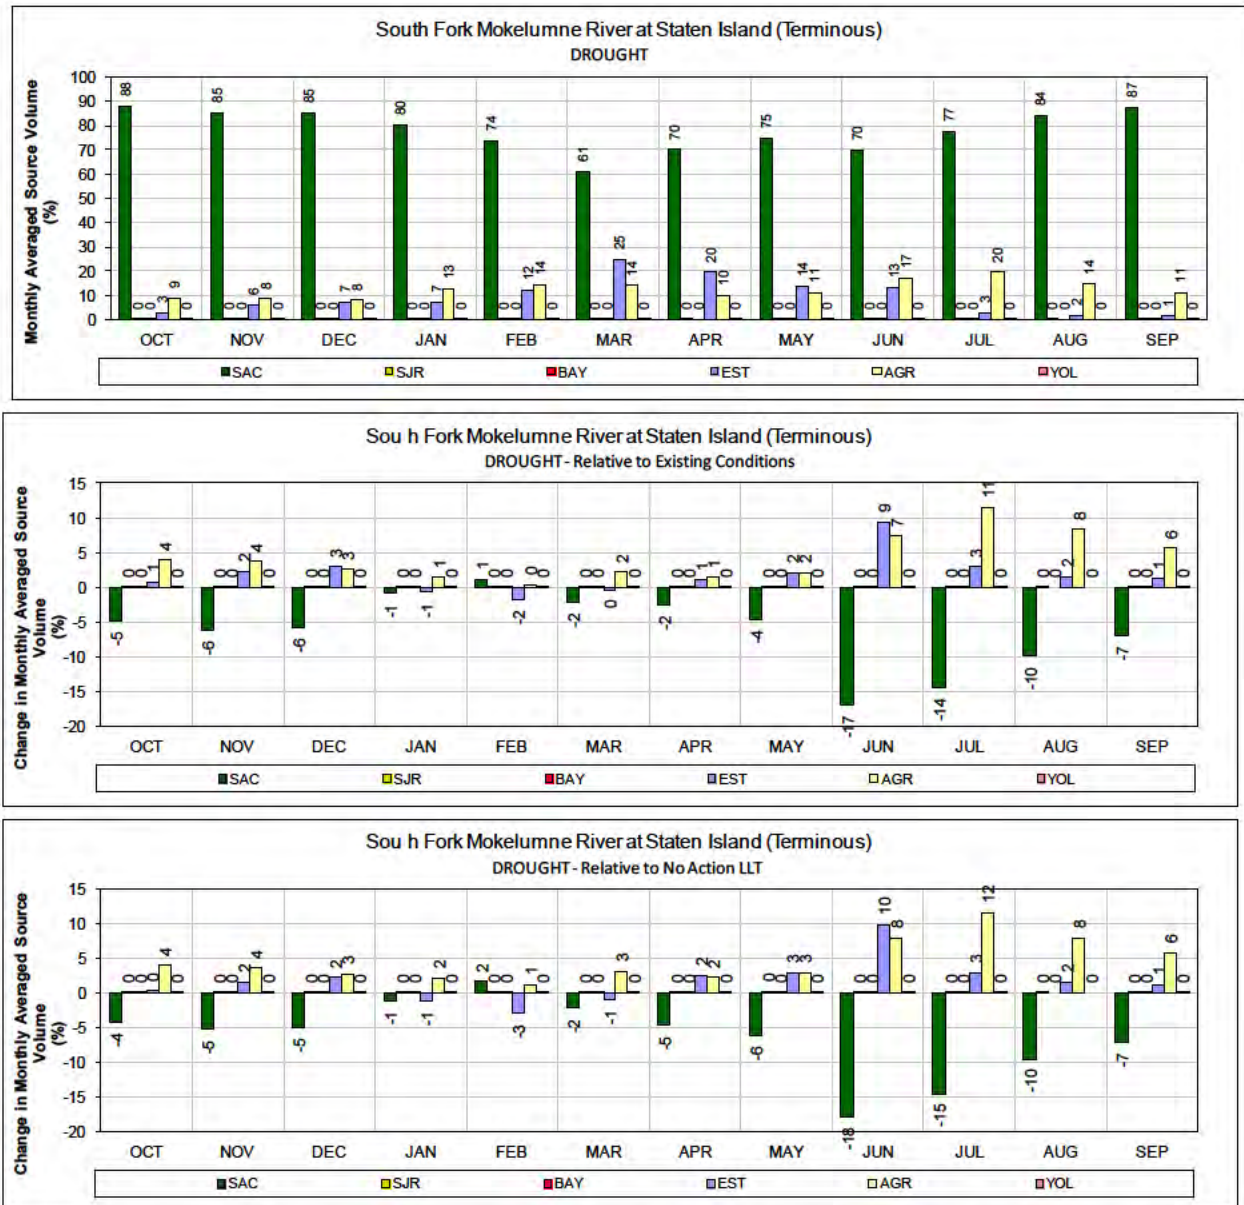 South Fork Mokelumne River at Staten Island (Terminous)
DROUGHT
Monthly Averaged Source Volume
(%)
100
90
80
70
60
50
40
30
20
10
0
88 0 0 3 9 0
85 0 0 6 8 0
85 0 0 7 8 0
80 0 0 7 13 0
74 0 0 12 14 0
61 0 0 25 14 0
70 0 0 20 10 0
75 0 0 14 11 0
70 0 0 13 17 0
77 0 0 3 20 0
84 0 0 2 14 0
87 0 0 1 11 0
OCT NOV DEC JAN FEB MAR APR MAY JUN JUL AUG SEP
SAC SJR BAY EST AGR YOL
Sou h Fork Mokelumne River at Staten Island (Terminous)
DROUGHT - Relative to Existing Conditions
Change in Monthly Averaged Source
Volume
(%)
15
10
5
0
-5
-10
-15
-20
-5 0 0 1 4 0
-6 0 0 2 4 0
-6 0 0 3 3 0
-1 0 0 -1 1 0
1 0 0 -2 0 0
-2 0 0 0 2 0
-2 0 0 1 1 0
-4 0 0 2 2 0
-17 0 0 9 7 0
-14 0 0 3 11 0
-10 0 0 2 8 0
-7 0 0 1 6 0
OCT NOV DEC JAN FEB MAR APR MAY JUN JUL AUG SEP
SAC SJR BAY EST AGR YOL
Sou h Fork Mokelumne River at Staten Island (Terminous)
DROUGHT - Relative to No Action LLT
Change in Monthly Averaged Source
Volume
(%)
15
10
5
0
-5
-10
-15
-20
-4 0 0 0 4 0
-5 0 0 2 4 0
-5 0 0 2 3 0
-1 0 0 -1 2 0
2 0 0 -3 1 0
-2 0 0 -1 3 0
-5 0 0 2 2 0
-6 0 0 3 3 0
-18 0 0 10 8 0
-15 0 0 3 12 0
-10 0 0 2 8 0
-7 0 0 1 6 0
OCT NOV DEC JAN FEB MAR APR MAY JUN JUL AUG SEP
SAC SJR BAY EST AGR YOL